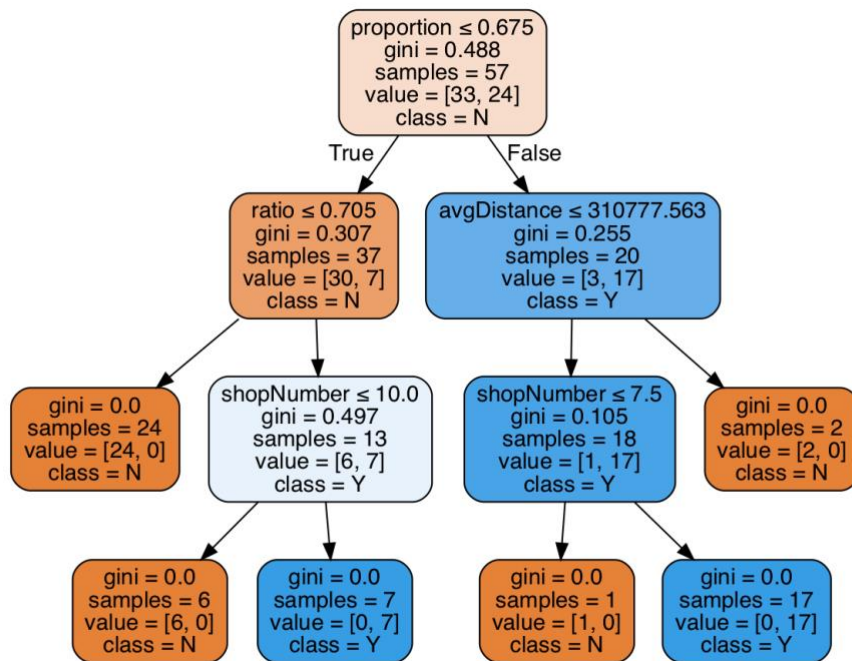 proportion ≤ 0.675
gini = 0.488
samples = 57
value = [33, 24]
class = N
True
False
ratio ≤ 0.705
gini = 0.307
samples = 37
value = [30, 7]
class = N
avgDistance ≤ 310777.563
gini = 0.255
samples = 20
value = [3, 17]
class = Y
gini = 0.0
samples = 24
value = [24, 0]
class = N
shopNumber ≤ 10.0
gini = 0.497
samples = 13
value = [6, 7]
class = Y
shopNumber ≤ 7.5
gini = 0.105
samples = 18
value = [1, 17]
class = Y
gini = 0.0
samples = 2
value = [2, 0]
class = N
gini = 0.0
samples = 6
value = [6, 0]
class = N
gini = 0.0
samples = 7
value = [0, 7]
class = Y
gini = 0.0
samples = 1
value = [1, 0]
class = N
gini = 0.0
samples = 17
value = [0, 17]
class = Y